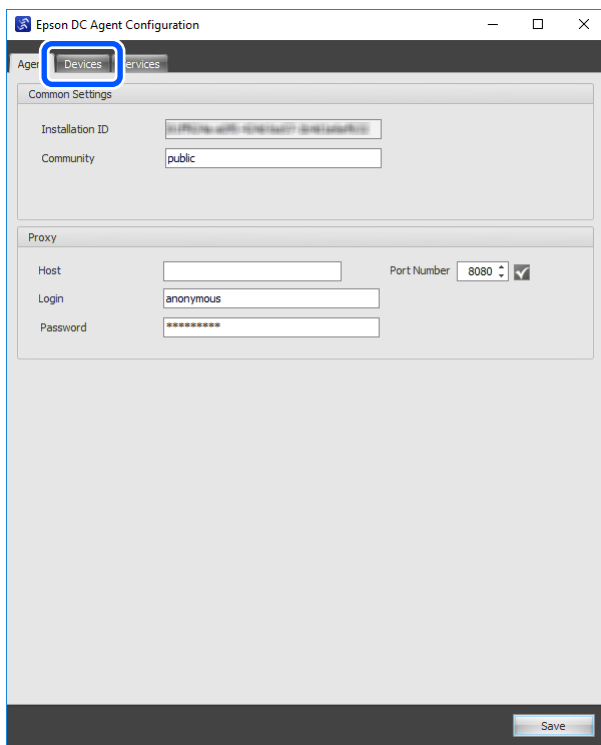 Epson DC Agent Configuration
Devices
Common Settings
Installation ID
Community public
Proxy
Host Port Number 8080
Login anonymous
Password *********
Save